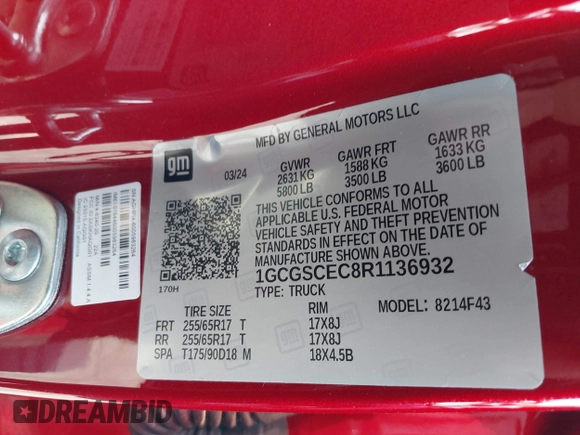 gm
MFD BY GENERAL MOTORS LLC
03/24
GVWR
2631 KG
5800 LB
GAWR FRT
1588 KG
3500 LB
GAWR RR
1633 KG
3600 LB
THIS VEHICLE CONFORMS TO ALL
APPLICABLE U.S. FEDERAL MOTOR
VEHICLE SAFETY AND THEFT
PREVENTION STANDARDS IN
EFFECT ON THE DATE OF
MANUFACTURE SHOWN ABOVE.
1GCGSCEC8R1136932
TYPE: TRUCK
170H
MODEL: 8214F43
TIRE SIZE RIM
FRT 255/65R17 T 17X8J
RR 255/65R17 T 17X8J
SPA T175/90D18 M 18X4.5B
Designed in California
DREAMBID